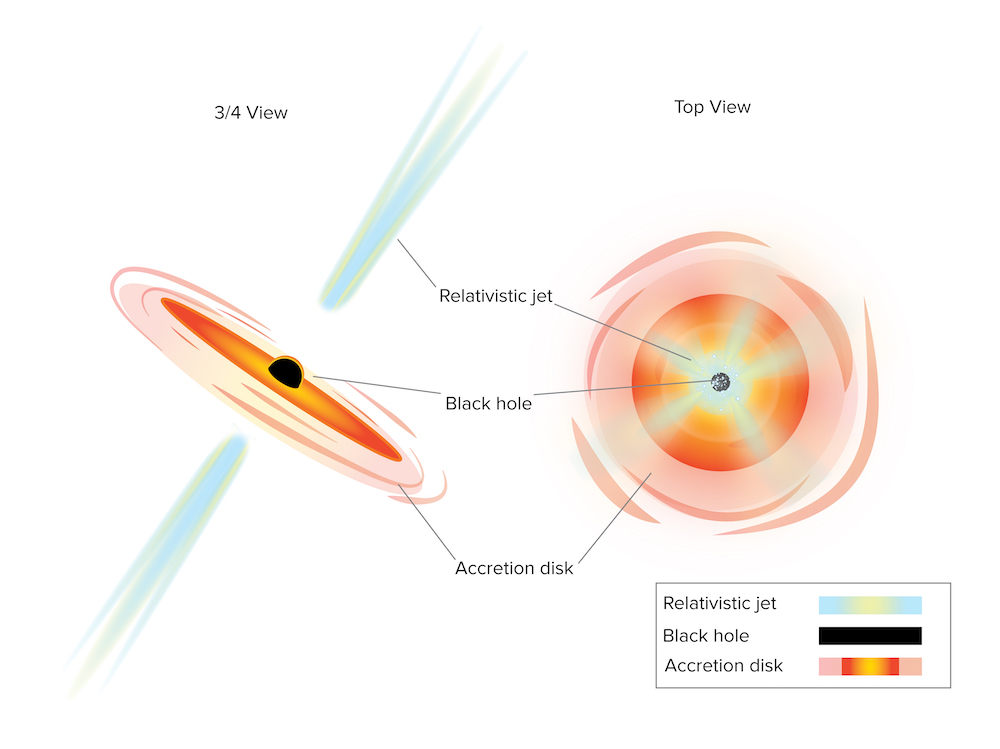 3/4 View
Top View
Relativistic jet
Black hole
Accretion disk
Relativistic jet
Black hole
Accretion disk